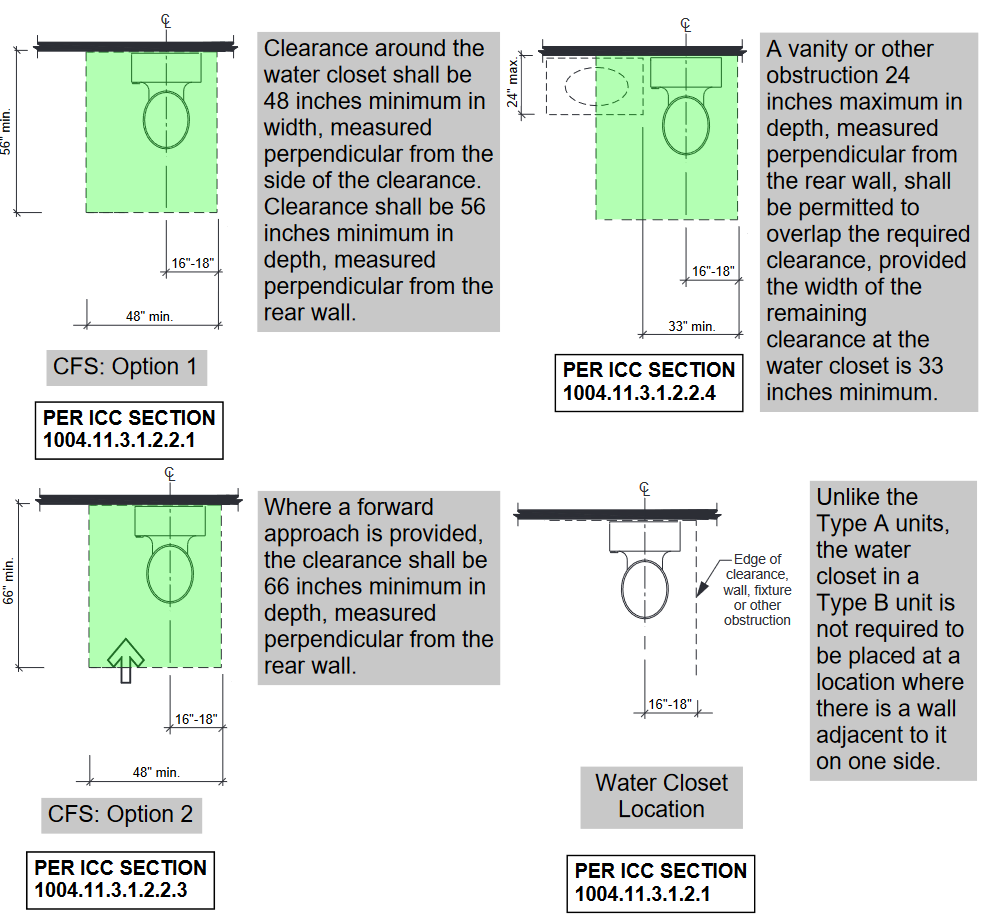 ℄
56" min.
16"-18"
48" min.
CFS: Option 1
PER ICC SECTION
1004.11.3.1.2.2.1
Clearance around the
water closet shall be
48 inches minimum in
width, measured
perpendicular from the
side of the clearance.
Clearance shall be 56
inches minimum in
depth, measured
perpendicular from the
rear wall.
℄
24" max.
16"-18"
33" min.
PER ICC SECTION
1004.11.3.1.2.2.4
A vanity or other
obstruction 24
inches maximum in
depth, measured
perpendicular from
the rear wall, shall
be permitted to
overlap the required
clearance, provided
the width of the
remaining
clearance at the
water closet is 33
inches minimum.
℄
66" min.
16"-18"
48" min.
CFS: Option 2
PER ICC SECTION
1004.11.3.1.2.2.3
Where a forward
approach is provided,
the clearance shall be
66 inches minimum in
depth, measured
perpendicular from the
rear wall.
℄
Edge of
clearance,
wall, fixture
or other
obstruction
16"-18"
Water Closet
Location
PER ICC SECTION
1004.11.3.1.2.1
Unlike the
Type A units,
the water
closet in a
Type B unit is
not required to
be placed at a
location where
there is a wall
adjacent to it
on one side.